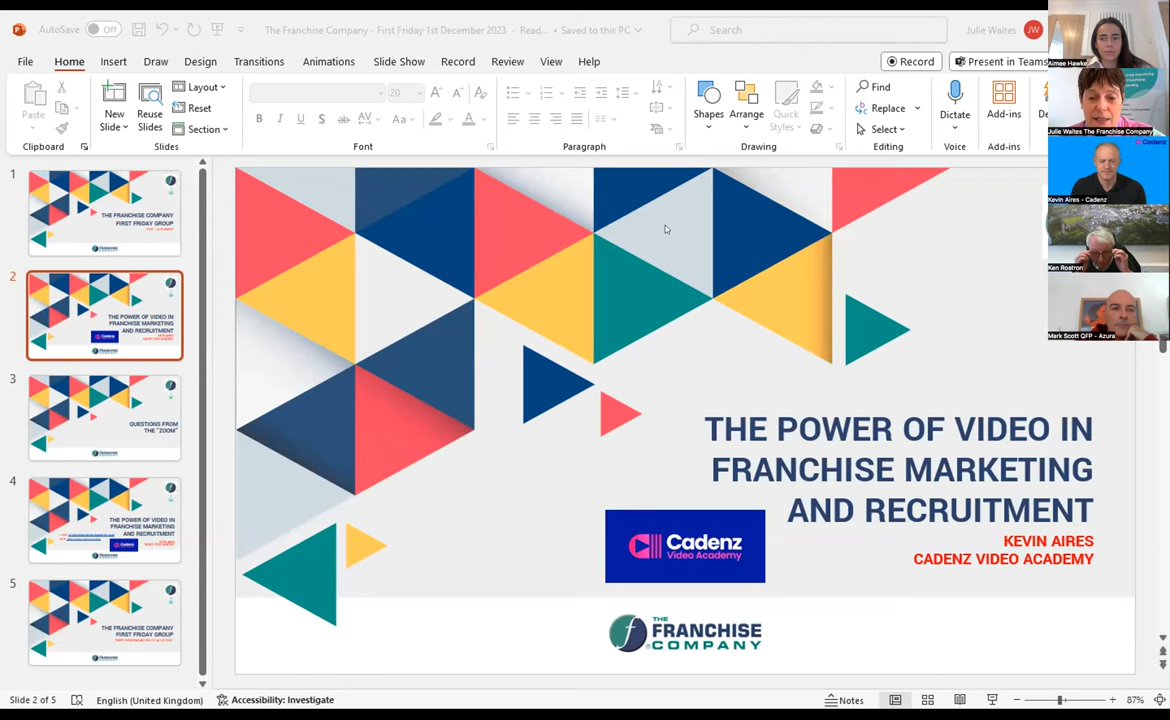 AutoSave
Off
The Franchise Company - First Friday 1st December 2023 - Read... • Saved to this PC
Search
Julie Waites
JW
File
Home
Insert
Draw
Design
Transitions
Animations
Slide Show
Record
Review
View
Help
Record
Present in Teams
Paste
New
Slide
Reuse
Slides
Layout
Reset
Section
20
Shapes
Arrange
Quick
Styles
Find
Replace
Select
Dictate
Add-ins
Clipboard
Slides
Font
Paragraph
Drawing
Editing
Voice
Add-ins
Aimee Hawke
Julie Waites The Franchise Company
Cadenz
Kevin Aires - Cadenz
Ken Rostron
Mark Scott QFP - Azura
1
THE FRANCHISE COMPANY
FIRST FRIDAY GROUP
2
THE POWER OF VIDEO IN
FRANCHISE MARKETING
AND RECRUITMENT
3
QUESTIONS FROM
THE "ZOOM"
4
THE POWER OF VIDEO IN
FRANCHISE MARKETING
AND RECRUITMENT
5
THE FRANCHISE COMPANY
FIRST FRIDAY GROUP
THE POWER OF VIDEO IN
FRANCHISE MARKETING
AND RECRUITMENT
KEVIN AIRES
CADENZ VIDEO ACADEMY
Cadenz
Video Academy
THE
FRANCHISE
COMPANY
Slide 2 of 5
English (United Kingdom)
Accessibility: Investigate
Notes
87%